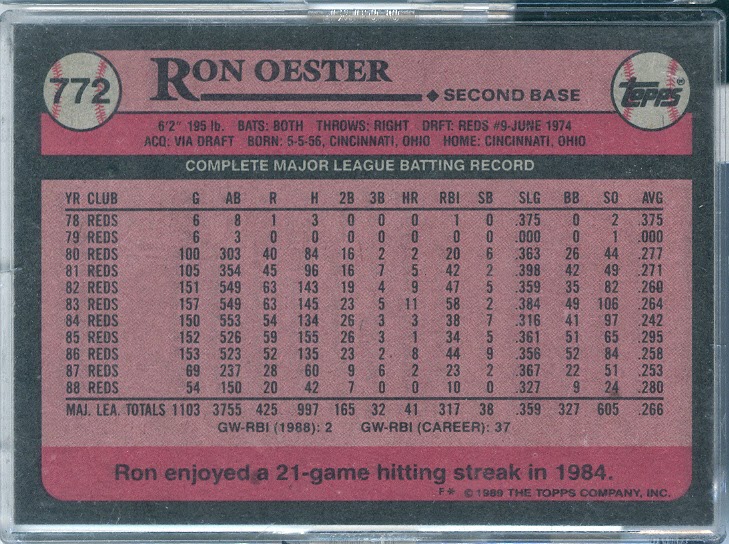 772 RON OESTER Topps®
SECOND BASE
6'2" 195 lb. BATS: BOTH THROWS: RIGHT DRFT: REDS #9-JUNE 1974
ACQ: VIA DRAFT BORN: 5-5-56, CINCINNATI, OHIO HOME: CINCINNATI, OHIO
COMPLETE MAJOR LEAGUE BATTING RECORD
YR CLUB G AB R H 2B 3B HR RBI SB SLG BB SO AVG
78 REDS 6 8 1 3 0 0 0 1 0 .375 0 2 .375
79 REDS 6 3 0 0 0 0 0 0 0 .000 0 1 .000
80 REDS 100 303 40 84 16 2 2 20 6 .363 26 44 .277
81 REDS 105 354 45 96 16 7 5 42 2 .398 42 49 .271
82 REDS 151 549 63 143 19 4 9 47 5 .359 35 82 .260
83 REDS 157 549 63 145 23 5 11 58 2 .384 49 106 .264
84 REDS 150 553 54 134 26 3 3 38 7 .316 41 97 .242
85 REDS 152 526 59 155 26 3 1 34 5 .361 51 65 .295
86 REDS 153 523 52 135 23 2 8 44 9 .356 52 84 .258
87 REDS 69 237 28 60 9 6 2 23 2 .367 22 51 .253
88 REDS 54 150 20 42 7 0 0 10 0 .327 9 24 .280
MAJ. LEA. TOTALS 1103 3755 425 997 165 32 41 317 38 .359 327 605 .266
GW-RBI (1988): 2 GW-RBI (CAREER): 37
Ron enjoyed a 21-game hitting streak in 1984.
F* © 1989 THE TOPPS COMPANY, INC.